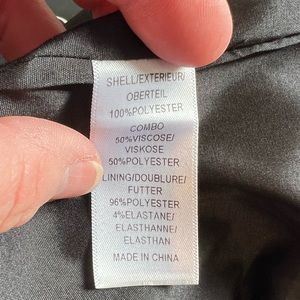 SHELL/EXTERIEUR/
OBERTEIL
100%POLYESTER
COMBO
50%VISCOSE/
VISKOSE
50%POLYESTER
LINING/DOUBLURE/
FUTTER
96%POLYESTER
4%ELASTANE/
ELASTHANNE/
ELASTHAN
MADE IN CHINA